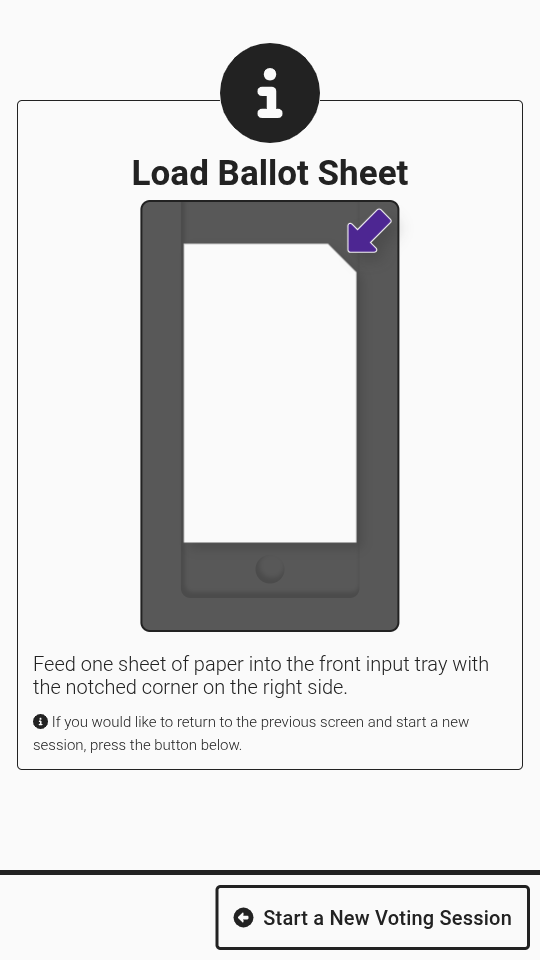 Load Ballot Sheet
Feed one sheet of paper into the front input tray with
the notched corner on the right side.
If you would like to return to the previous screen and start a new
session, press the button below.
Start a New Voting Session